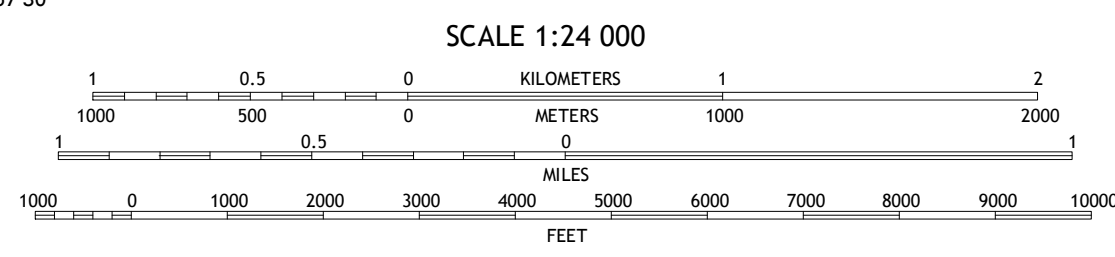 SCALE 1:24 000
1 0.5 0 KILOMETERS 1 2
1000 500 0 METERS 1000 2000
1 0.5 0 1
MILES
1000 0 1000 2000 3000 4000 5000 6000 7000 8000 9000 10000
FEET